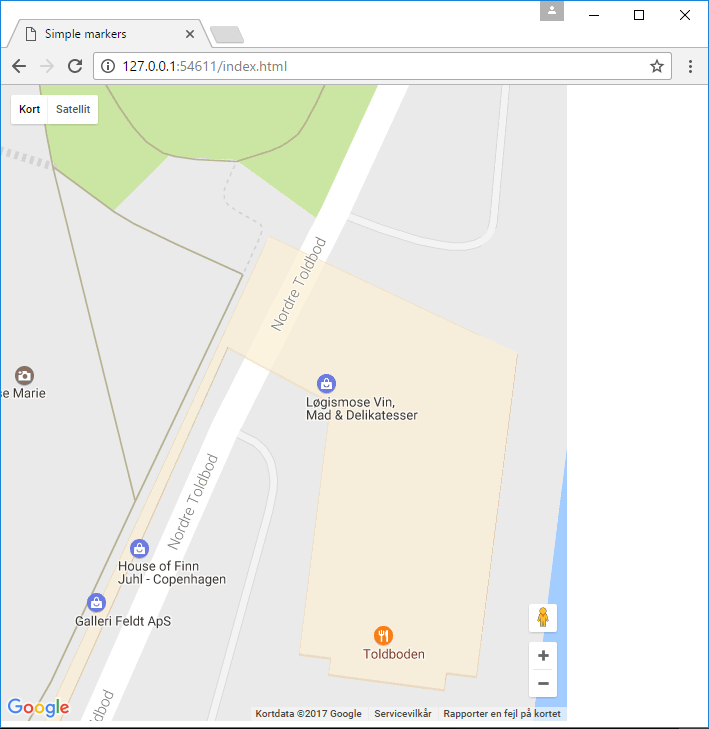 Simple markers
127.0.0.1:54611/index.html
Kort Satellit
Nordre Toldbod
se Marie
Løgismose Vin,
Mad & Delikatesser
Nordre Toldbod
House of Finn
Juhl - Copenhagen
Galleri Feldt ApS
Toldboden
oldbod
Google
Kortdata ©2017 Google Servicevilkår Rapporter en fejl på kortet